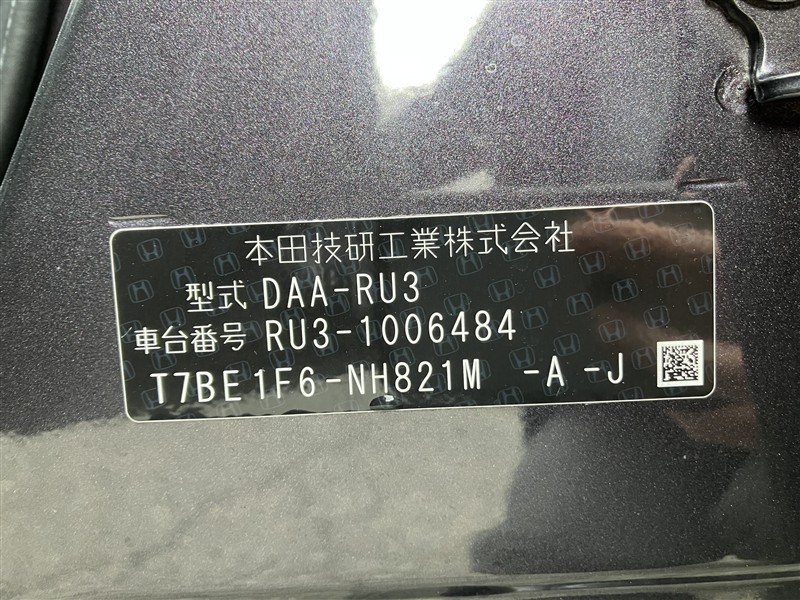 本田技研工業株式会社
型式 DAA-RU3
車台番号 RU3-1006484
T7BE1F6-NH821M -A -J